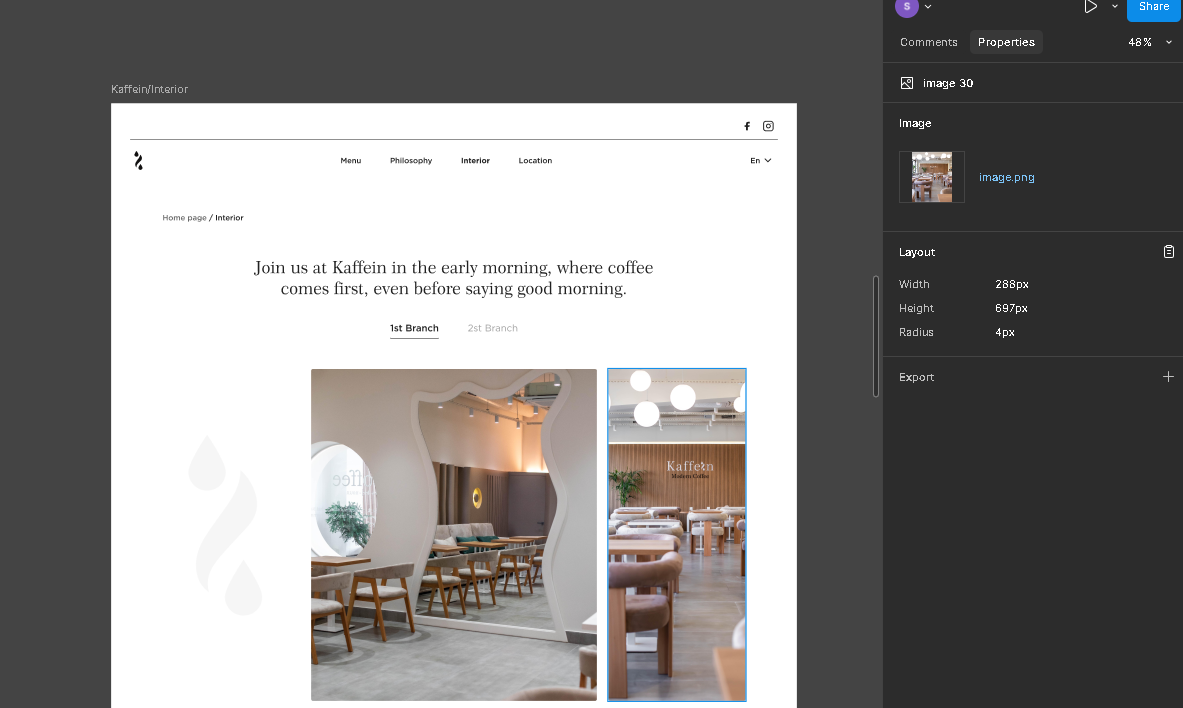 S
Share
Comments
Properties
48%
image 30
Image
image.png
Layout
Width
288px
Height
697px
Radius
4px
Export
Kaffein/Interior
Menu
Philosophy
Interior
Location
En
Home page / Interior
Join us at Kaffein in the early morning, where coffee
comes first, even before saying good morning.
1st Branch
2st Branch
ffee
Kaffein
Modern Coffee